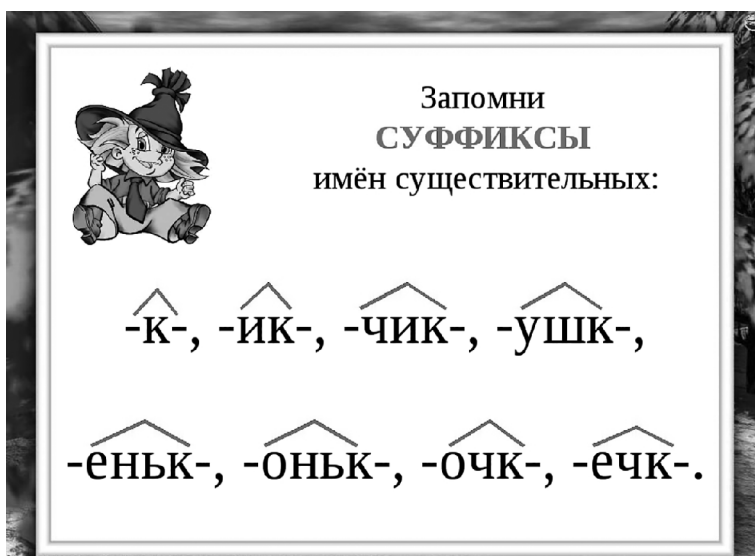 Запомни
СУФФИКСЫ
имён существительных:
-к-, -ик-, -чик-, -ушк-,
-еньк-, -оньк-, -очк-, -ечк-.